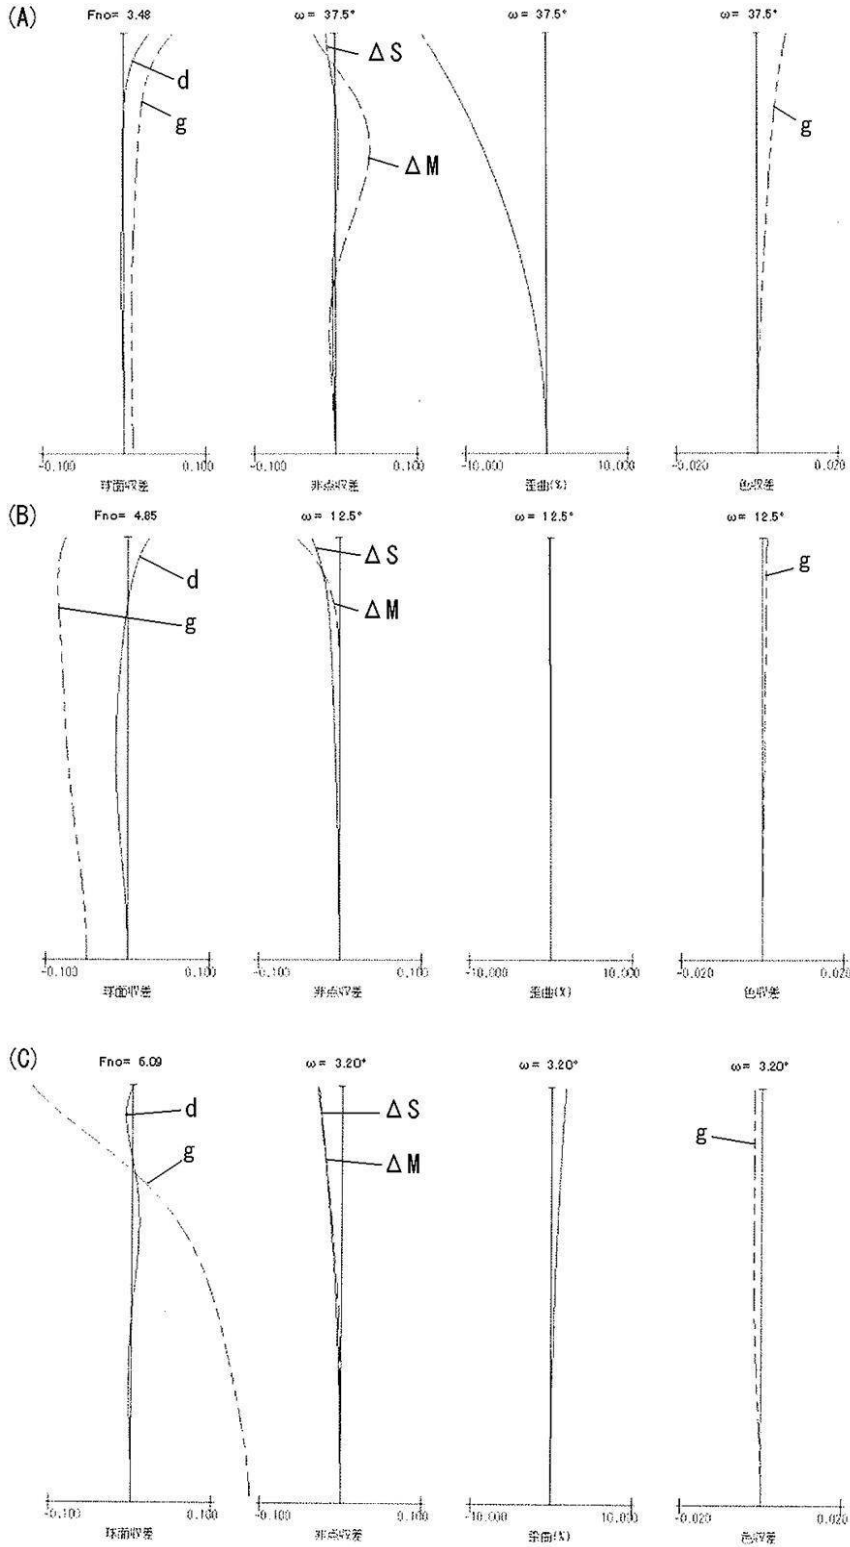 (A)
Fno= 3.48
ω= 37.5°
ω= 37.5°
ω= 37.5°
d
g
ΔS
ΔM
g
-0.100 0.100
-0.100 0.100
-10.000 10.000
-0.020 0.020
球面収差
非点収差
歪曲(%)
色収差
(B)
Fno= 4.85
ω= 12.5°
ω= 12.5°
ω= 12.5°
d
g
ΔS
ΔM
g
-0.100 0.100
-0.100 0.100
-10.000 10.000
-0.020 0.020
球面収差
非点収差
歪曲(%)
色収差
(C)
ω= 3.20°
ω= 3.20°
ω= 3.20°
d
g
ΔS
ΔM
g
-0.100 0.100
-0.100 0.100
-10.000 10.000
-0.020 0.020
球面収差
非点収差
歪曲(%)
色収差